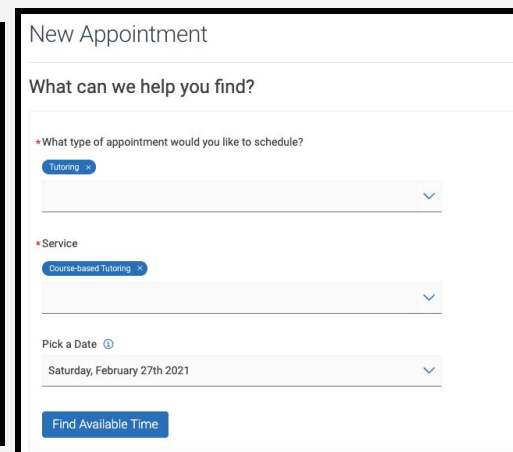 New Appointment
What can we help you find?
*What type of appointment would you like to schedule?
Tutoring ×
*Service
Course-based Tutoring ×
Pick a Date
Saturday, February 27th 2021
Find Available Time